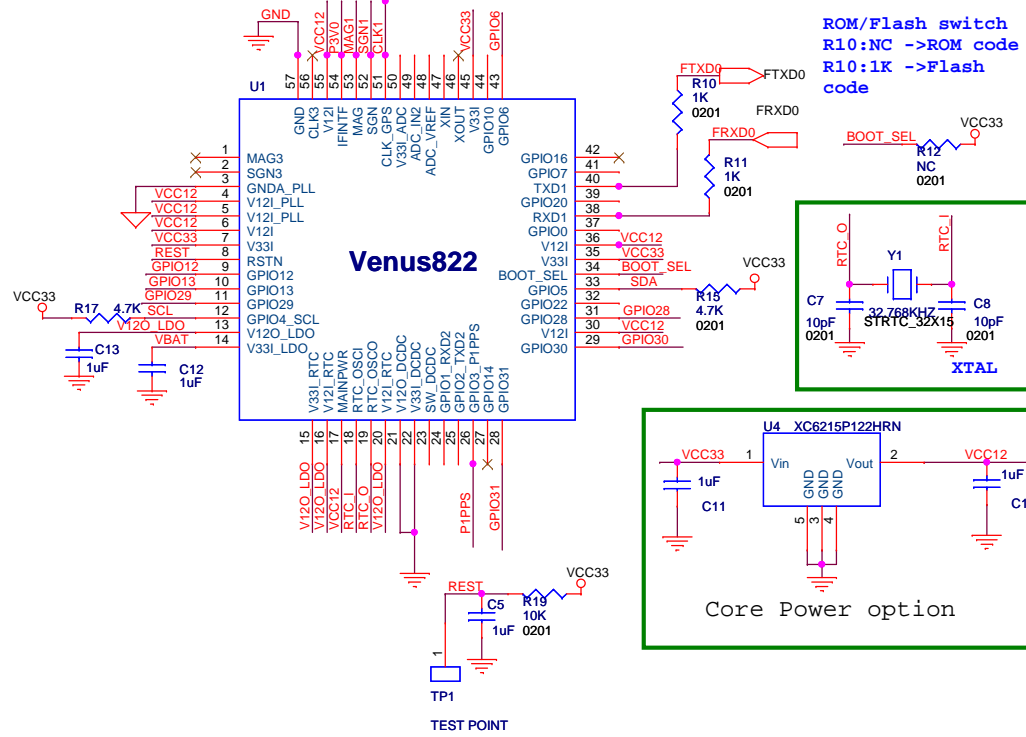 GND
VCC12
P3V0
MAG1
SGN1
CLK1
VCC33
GPIO6
ROM/Flash switch
R10:NC ->ROM code
R10:1K ->Flash
code
U1
57
56
55
54
53
52
51
50
49
48
47
46
45
44
43
GND
CLK3
V12I
IFINTF
MAG
SGN
CLK_GPS
V33I_ADC
ADC_IN2
ADC_VREF
XIN
XOUT
V33I
GPIO10
GPIO6
FTXD0
FTXD0
R10
1K
0201
FRXD0
FRXD0
R11
1K
0201
BOOT_SEL
VCC33
R12
NC
0201
1
MAG3
2
SGN3
3
GNDA_PLL
VCC12
4
V12I_PLL
VCC12
5
V12I_PLL
VCC12
6
V12I
VCC33
7
V33I
REST
8
RSTN
GPIO12
9
GPIO12
GPIO13
10
GPIO13
GPIO29
11
GPIO29
VCC33
R17
4.7K
SCL
12
GPIO4_SCL
V12O_LDO
13
V12O_LDO
VBAT
14
V33I_LDO
C13
1uF
C12
1uF
Venus822
GPIO16
42
GPIO7
41
TXD1
40
GPIO20
39
RXD1
38
GPIO0
37
V12I
36
VCC12
V33I
35
VCC33
BOOT_SEL
34
BOOT_SEL
GPIO5
33
SDA
GPIO22
32
GPIO28
31
GPIO28
V12I
30
VCC12
GPIO30
29
GPIO30
VCC33
R15
4.7K
0201
RTC_O
RTC_I
Y1
C7
10pF
0201
32.768KHZ
STRTC_32X15
C8
10pF
0201
XTAL
V33I_RTC
V12I_RTC
MAINPWR
RTC_OSCI
RTC_OSCO
V12I_RTC
V12O_DCDC
V33I_DCDC
SW_DCDC
GPIO1_RXD2
GPIO2_TXD2
GPIO3_P1PPS
GPIO14
GPIO31
15
16
17
18
19
20
21
22
23
24
25
26
27
28
V12O_LDO
V12O_LDO
VCC12
RTC_I
RTC_O
V12O_LDO
P1PPS
GPIO31
U4
XC6215P122HRN
VCC33
1
Vin
Vout
2
VCC12
GND
GND
GND
5
3
4
1uF
C11
1uF
Core Power option
REST
C5
1uF
R19
10K
0201
VCC33
1
TP1
TEST POINT